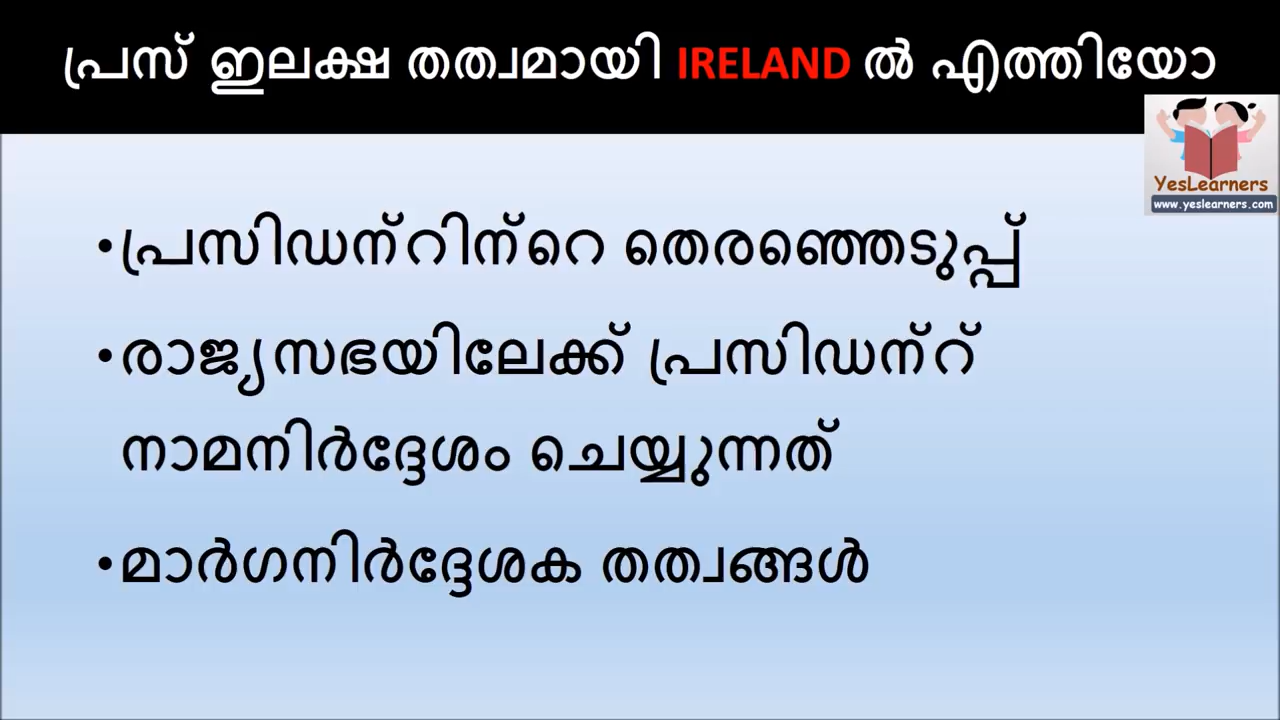 പ്രസ് ഇലക്ഷ തത്വമായി IRELAND ൽ എത്തിയോ
YesLearners
www.yeslearners.com
•പ്രസിഡന്റിന്റെ തെരഞ്ഞെടുപ്പ്
•രാജ്യസഭയിലേക്ക് പ്രസിഡന്റ്
നാമനിർദ്ദേശം ചെയ്യുന്നത്
•മാർഗനിർദ്ദേശക തത്വങ്ങൾ